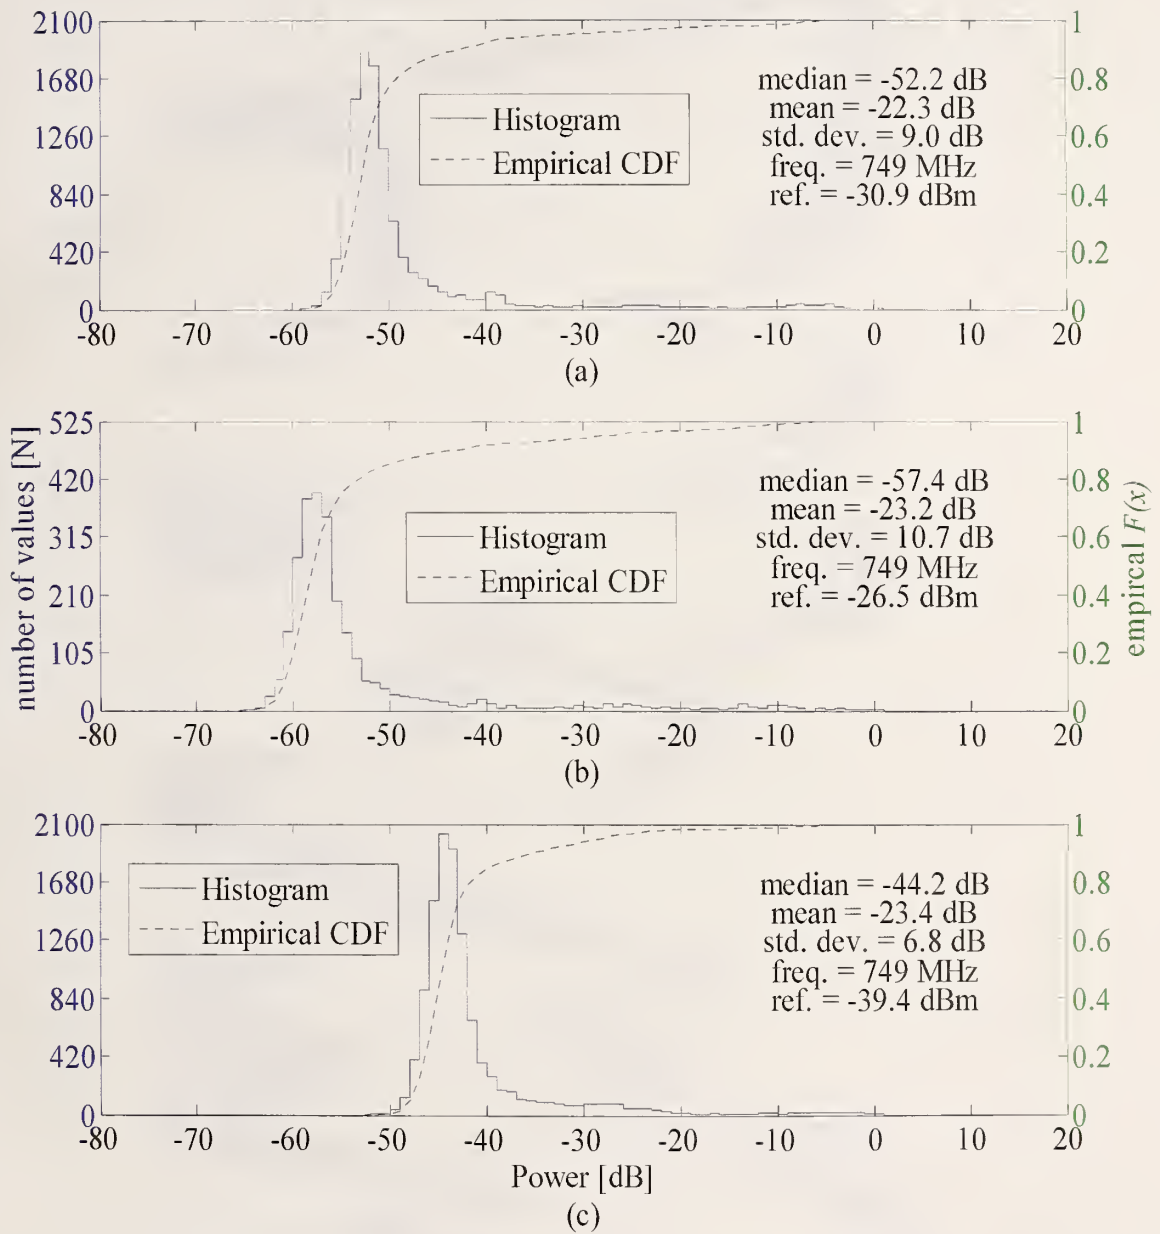 2100
1680
1260
840
420
0
1
0.8
0.6
0.4
0.2
0
Histogram
Empirical CDF
median = -52.2 dB
mean = -22.3 dB
std. dev. = 9.0 dB
freq. = 749 MHz
ref. = -30.9 dBm
-80 -70 -60 -50 -40 -30 -20 -10 0 10 20
(a)
number of values [N]
525
420
315
210
105
0
1
0.8
0.6
0.4
0.2
0
empircal F(x)
Histogram
Empirical CDF
median = -57.4 dB
mean = -23.2 dB
std. dev. = 10.7 dB
freq. = 749 MHz
ref. = -26.5 dBm
-80 -70 -60 -50 -40 -30 -20 -10 0 10 20
(b)
2100
1680
1260
840
420
0
1
0.8
0.6
0.4
0.2
0
Histogram
Empirical CDF
median = -44.2 dB
mean = -23.4 dB
std. dev. = 6.8 dB
freq. = 749 MHz
ref. = -39.4 dBm
-80 -70 -60 -50 -40 -30 -20 -10 0 10 20
Power [dB]
(c)